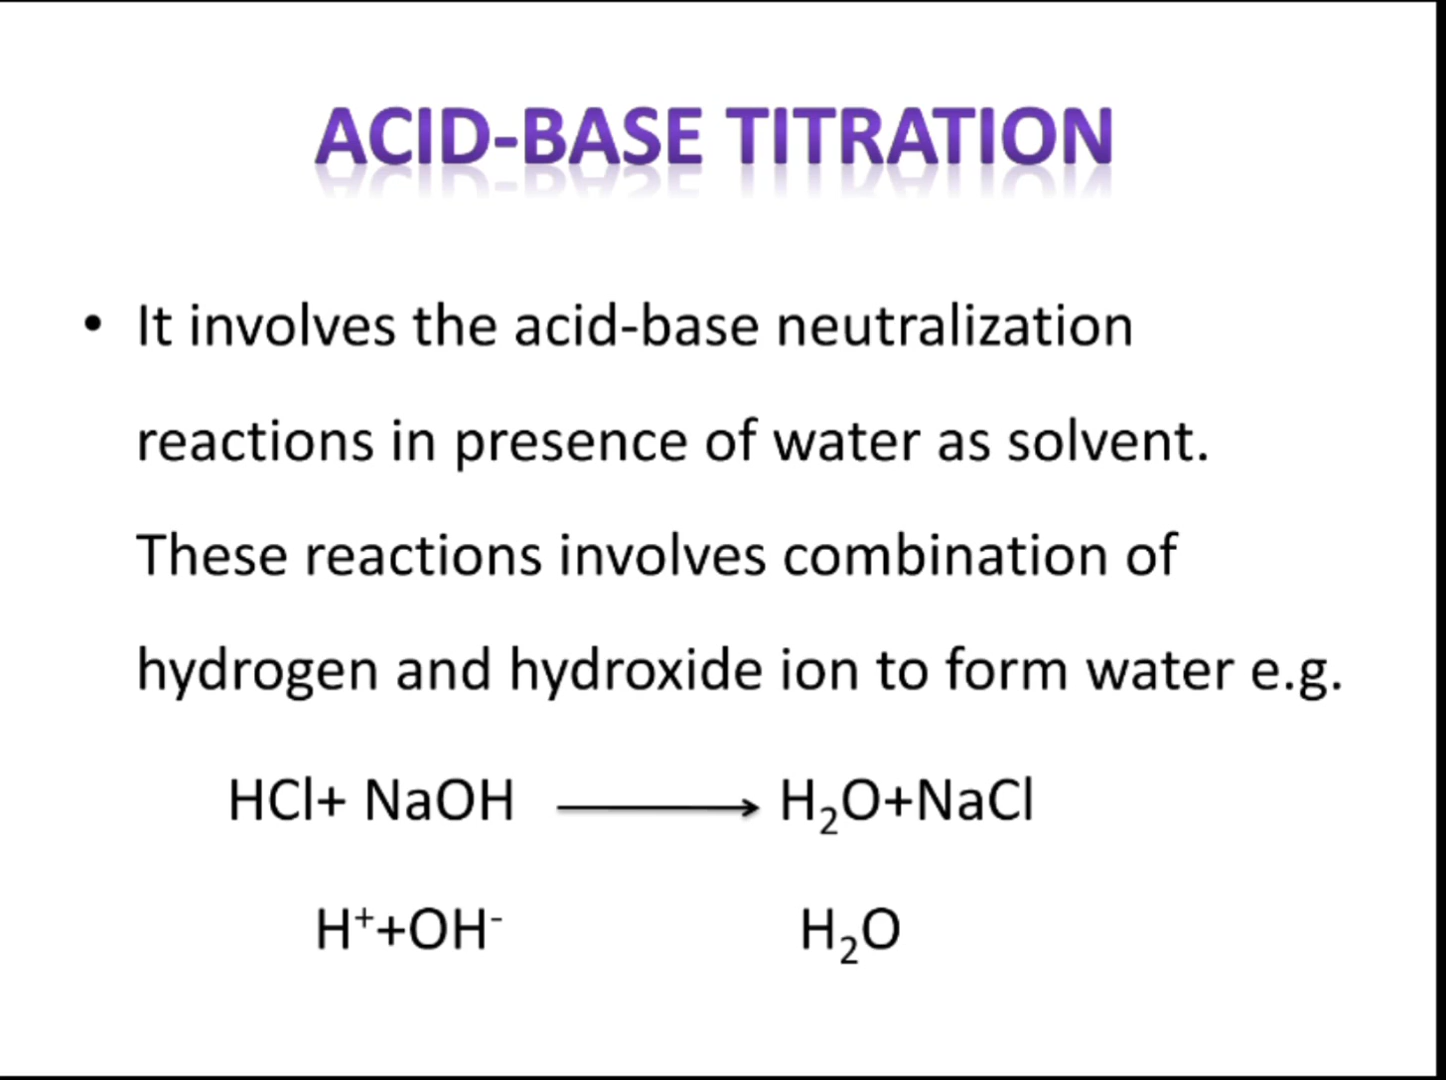 ACID-BASE TITRATION
• It involves the acid-base neutralization
reactions in presence of water as solvent.
These reactions involves combination of
hydrogen and hydroxide ion to form water e.g.
HCl+ NaOH ⟶ H₂O+NaCl
H⁺+OH⁻ H₂O